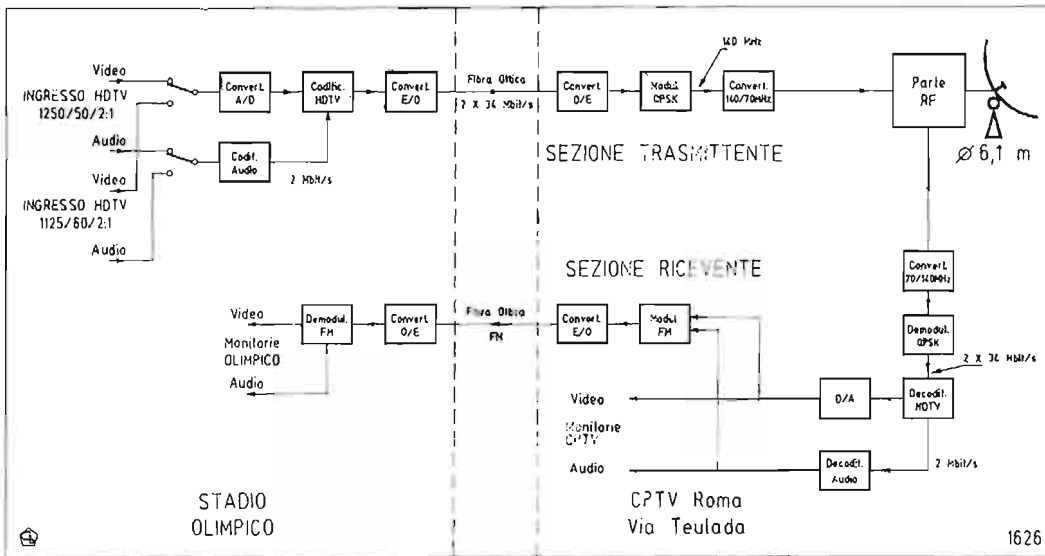 Video
INGRESSO HDTV
1250/50/2:1
Audio
Video
INGRESSO HDTV
1125/60/2:1
Audio
Convert.
A/D
Codific.
HDTV
Convert.
E/O
Codif.
Audio
2 Mbit/s
Fibra Ottica
2 X 34 Mbit/s
Convert.
O/E
Modul.
QPSK
140 MHz
Convert.
140/70MHz
Parte
RF
Ø 6,1 m
SEZIONE TRASMITTENTE
SEZIONE RICEVENTE
Convert.
70/140MHz
Demodul.
QPSK
2 X 34 Mbit/s
Decodif.
HDTV
D/A
2 Mbit/s
Decodif.
Audio
Video
Monitorie
CPTV
Audio
Modul.
FM
Convert.
E/O
Fibra Ottica
FM
Convert.
O/E
Demodul.
FM
Video
Monitorie
OLIMPICO
Audio
STADIO
OLIMPICO
CPTV Roma
Via Teulada
1626